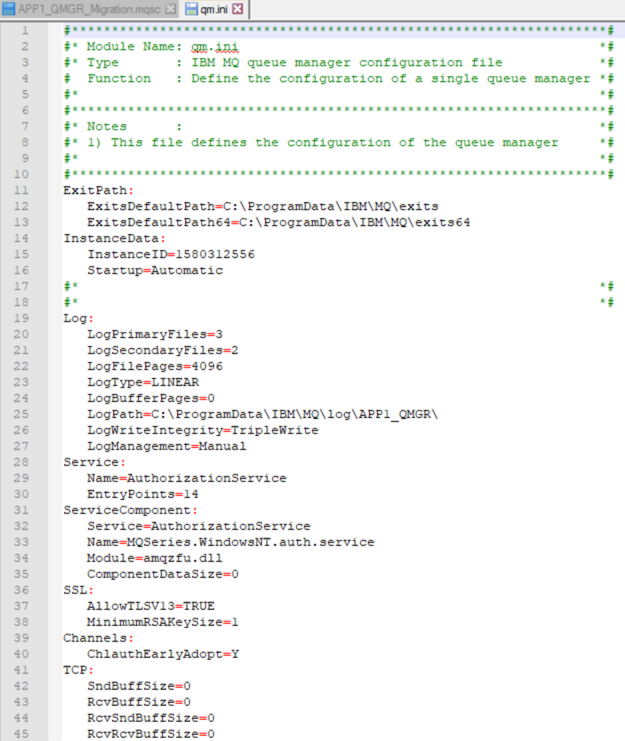 APP1_QMGR_Migration.mqsc qm.ini
1 #*******************************************************************#
2 #* Module Name: qm.ini *#
3 #* Type : IBM MQ queue manager configuration file *#
4 # Function : Define the configuration of a single queue manager *#
5 #* *#
6 #*******************************************************************#
7 #* Notes : *#
8 #* 1) This file defines the configuration of the queue manager *#
9 #* *#
10 #*******************************************************************#
11 ExitPath:
12 ExitsDefaultPath=C:\ProgramData\IBM\MQ\exits
13 ExitsDefaultPath64=C:\ProgramData\IBM\MQ\exits64
14 InstanceData:
15 InstanceID=1580312556
16 Startup=Automatic
17 #* *#
18 #* *#
19 Log:
20 LogPrimaryFiles=3
21 LogSecondaryFiles=2
22 LogFilePages=4096
23 LogType=LINEAR
24 LogBufferPages=0
25 LogPath=C:\ProgramData\IBM\MQ\log\APP1_QMGR\
26 LogWriteIntegrity=TripleWrite
27 LogManagement=Manual
28 Service:
29 Name=AuthorizationService
30 EntryPoints=14
31 ServiceComponent:
32 Service=AuthorizationService
33 Name=MQSeries.WindowsNT.auth.service
34 Module=amqzfu.dll
35 ComponentDataSize=0
36 SSL:
37 AllowTLSV13=TRUE
38 MinimumRSAKeySize=1
39 Channels:
40 ChlauthEarlyAdopt=Y
41 TCP:
42 SndBuffSize=0
43 RcvBuffSize=0
44 RcvSndBuffSize=0
45 RcvRcvBuffSize=0